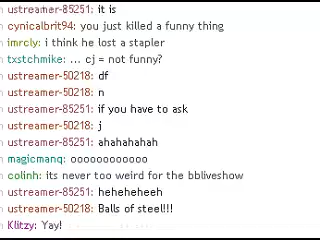 ustreamer-85251: it is
cynicalbrit94: you just killed a funny thing
imrcly: i think he lost a stapler
txstchmike: ... cj = not funny?
ustreamer-50218: df
ustreamer-50218: n
ustreamer-85251: if you have to ask
ustreamer-50218: j
ustreamer-85251: ahahahahah
magicmanq: oooooooooooo
colinh: its never too weird for the bbliveshow
ustreamer-85251: heheheheeh
ustreamer-50218: Balls of steel!!!
Klitzy: Yay!